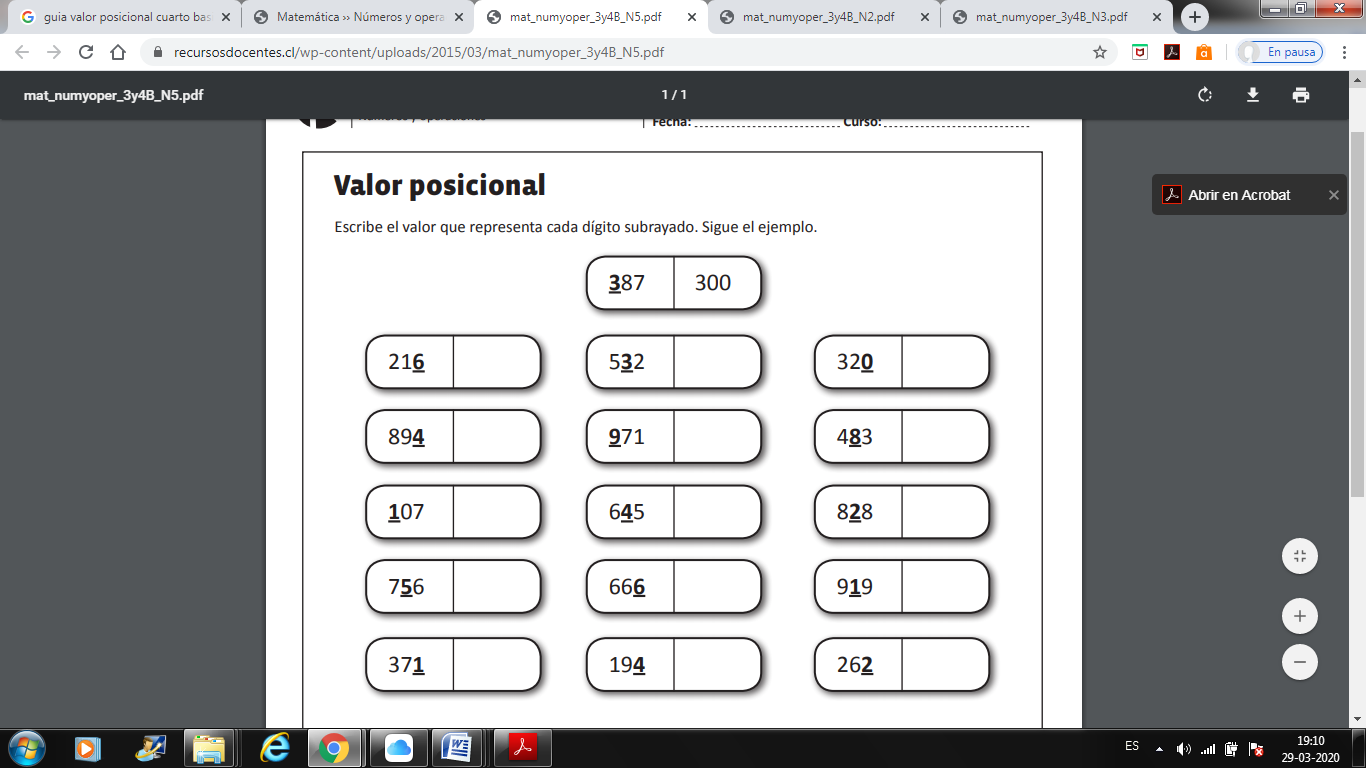 guia valor posicional cuarto bas
Matemática ›› Números y opera
mat_numyoper_3y4B_N5.pdf
mat_numyoper_3y4B_N2.pdf
mat_numyoper_3y4B_N3.pdf
recursosdocentes.cl/wp-content/uploads/2015/03/mat_numyoper_3y4B_N5.pdf
En pausa
mat_numyoper_3y4B_N5.pdf
1 / 1
Fecha: Curso:
Abrir en Acrobat
Valor posicional
Escribe el valor que representa cada dígito subrayado. Sigue el ejemplo.
387 300
216 532 320
894 971 483
107 645 828
756 666 919
371 194 262
ES
19:10
29-03-2020